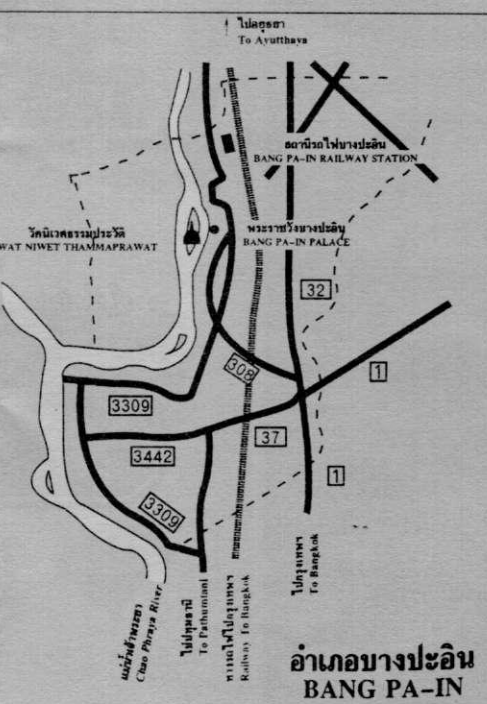 ไปอยุธยา
To Ayutthaya
สถานีรถไฟบางปะอิน
BANG PA-IN RAILWAY STATION
วัดนิเวศธรรมประวัติ
WAT NIWET THAMMAPRAWAT
พระราชวังบางปะอิน
BANG PA-IN PALACE
32
308
1
3309
37
3442
1
3309
แม่น้ำเจ้าพระยา
Chao Phraya River
ไปปทุมธานี
To Pathumtani
ทางรถไฟไปกรุงเทพฯ
Railway To Bangkok
ไปกรุงเทพฯ
To Bangkok
อำเภอบางปะอิน
BANG PA-IN